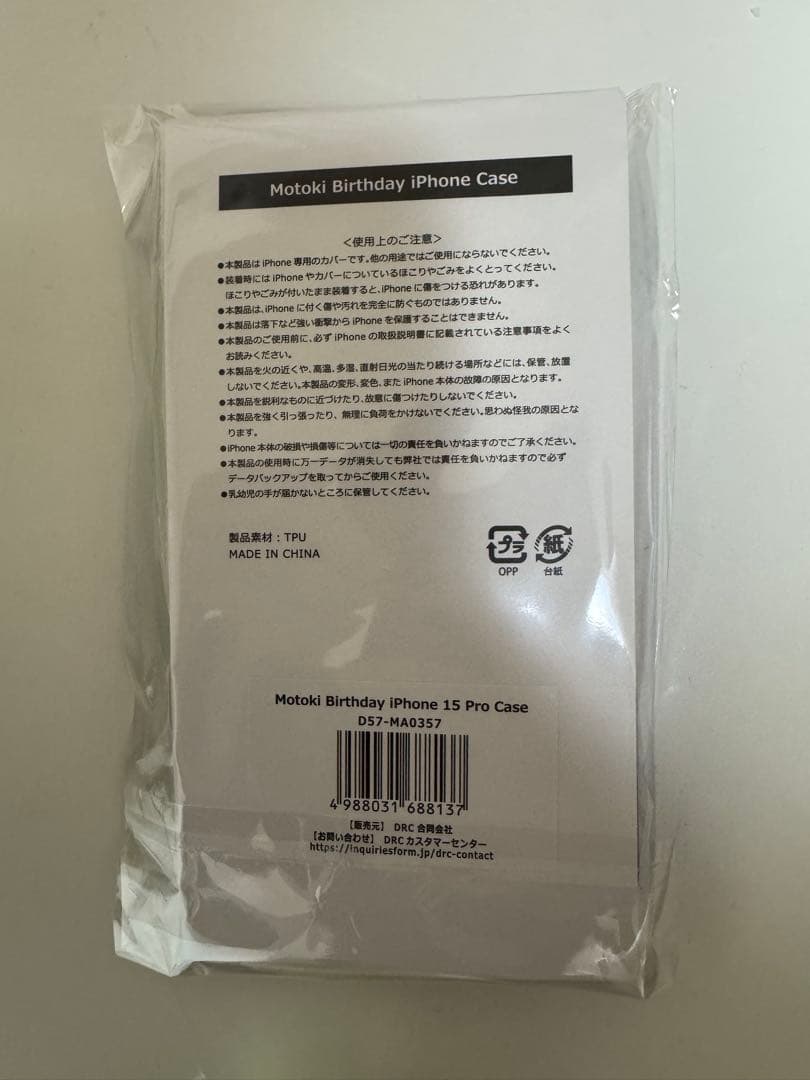 Motoki Birthday iPhone Case
＜使用上のご注意＞
●本製品は iPhone 専用のカバーです。他の用途ではご使用にならないでください。
●装着時には iPhone やカバーについているほこりやごみをよくとってください。
ほこりやごみが付いたまま装着すると、iPhone に傷をつける恐れがあります。
●本製品は、iPhone に付く傷や汚れを完全に防ぐものではありません。
●本製品は落下など強い衝撃から iPhone を保護することはできません。
●本製品のご使用前に、必ず iPhone の取扱説明書に記載されている注意事項をよく
お読みください。
●本製品を火の近くや、高温、多湿、直射日光の当たり続ける場所などには、保管、放置
しないでください。本製品の変形、変色、また iPhone 本体の故障の原因となります。
●本製品を鋭利なものに近づけたり、故意に傷つけたりしないでください。
●本製品を強く引っ張ったり、無理に負荷をかけないでください。思わぬ怪我の原因とな
ります。
●iPhone 本体の破損や損傷等については一切の責任を負いかねますのでご了承ください。
●本製品の使用時に万一データが消失しても弊社では責任を負いかねますので必ず
データバックアップを取ってからご使用ください。
●乳幼児の手が届かないところに保管してください。
製品素材：TPU
MADE IN CHINA
プラ
OPP
紙
台紙
Motoki Birthday iPhone 15 Pro Case
D57-MA0357
4 988031 688137
【販売元】 DRC 合同会社
【お問い合わせ】 DRC カスタマーセンター
https://inquiriesform.jp/drc-contact